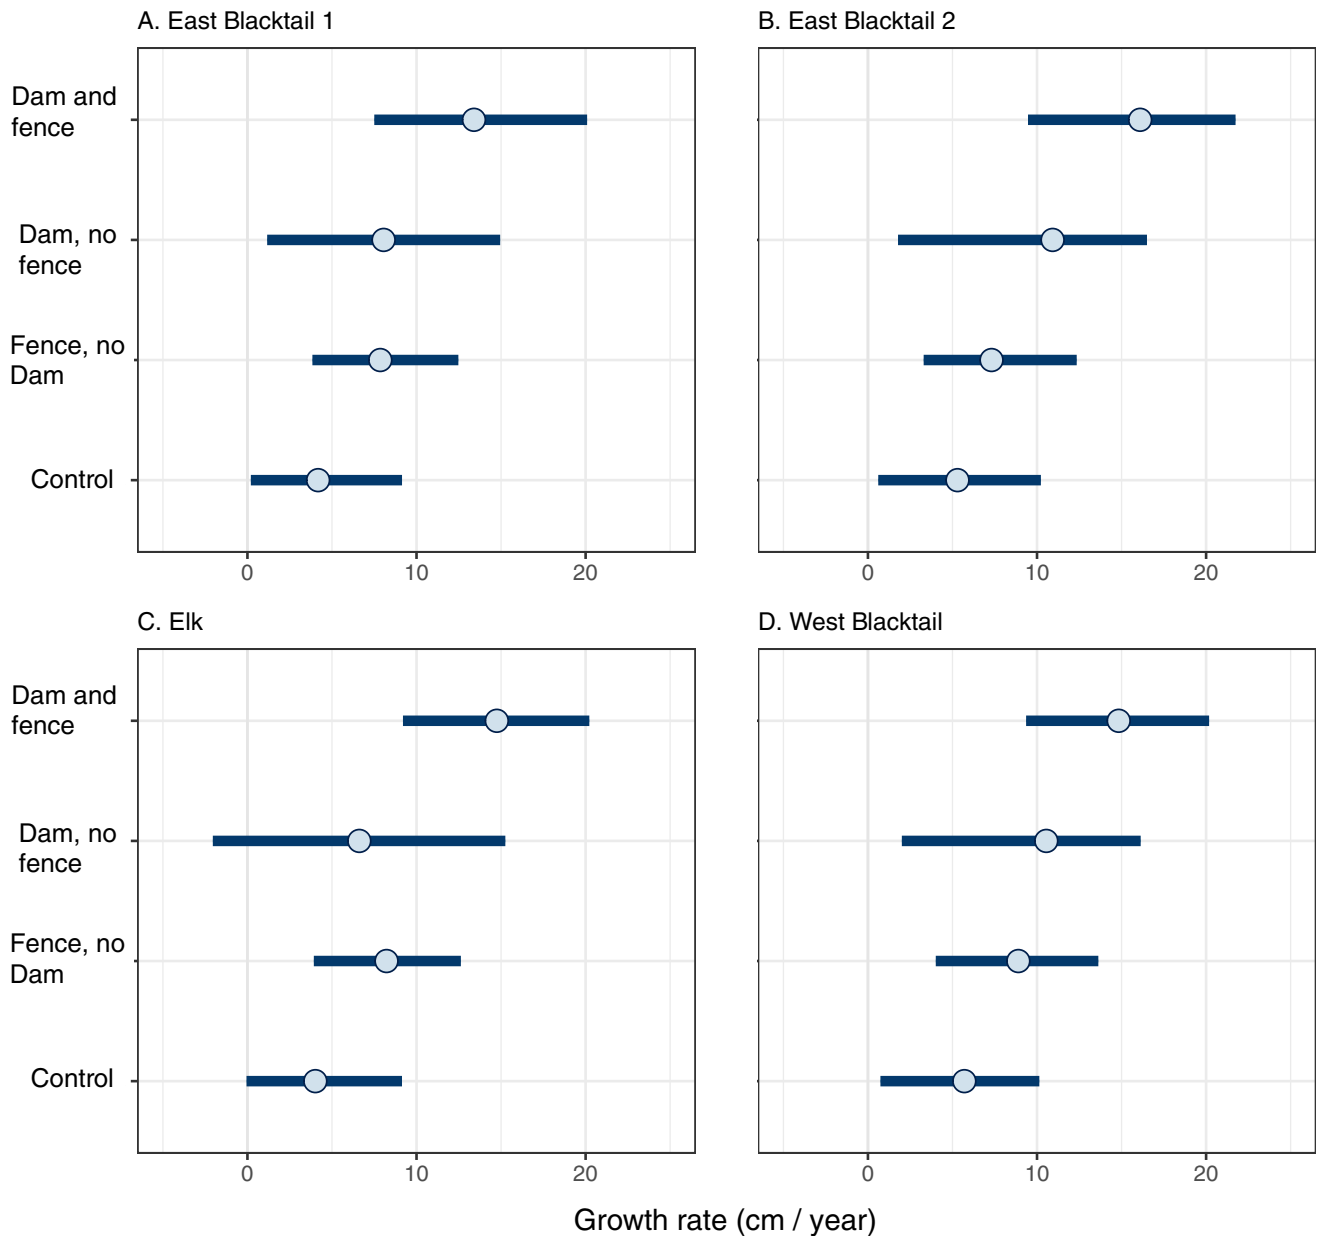 A. East Blacktail 1
B. East Blacktail 2
Dam and
fence
Dam, no
fence
Fence, no
Dam
Control
0 10 20
0 10 20
C. Elk
D. West Blacktail
Dam and
fence
Dam, no
fence
Fence, no
Dam
Control
0 10 20
0 10 20
Growth rate (cm / year)